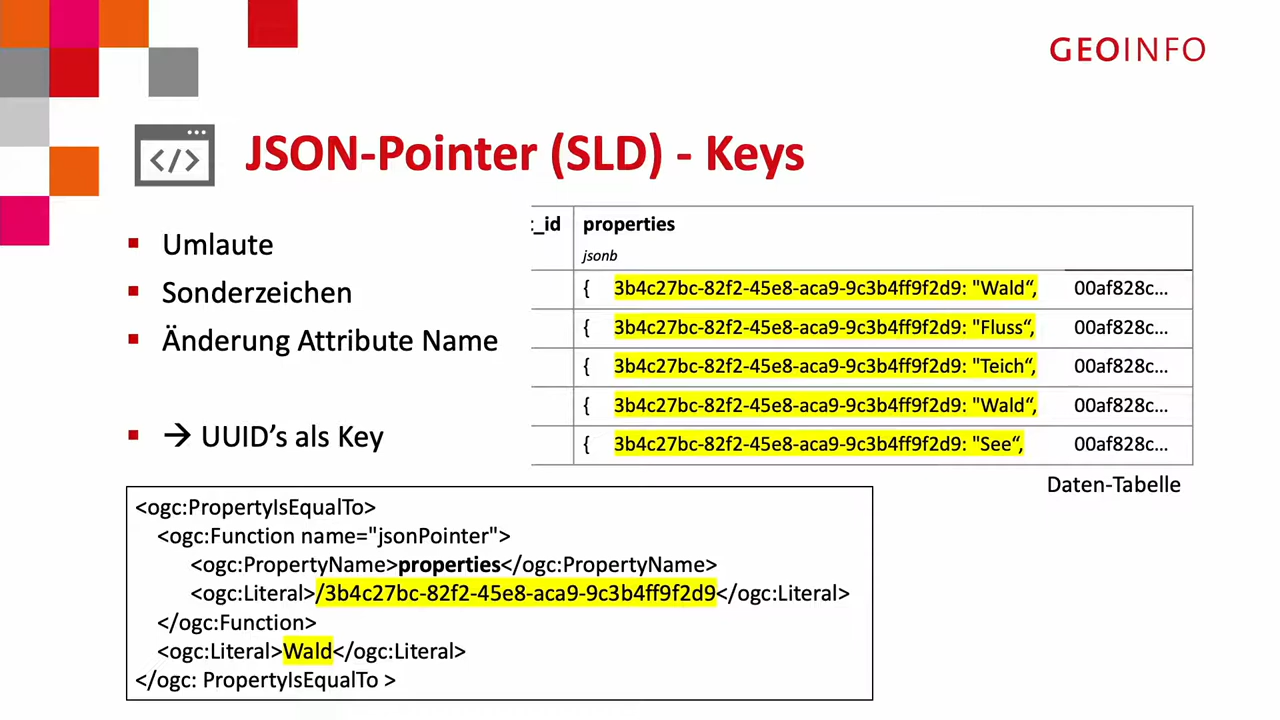 GEOINFO
</>
JSON-Pointer (SLD) - Keys
▪ Umlaute
▪ Sonderzeichen
▪ Änderung Attribute Name
▪ → UUID’s als Key
t_id properties
jsonb
{ 3b4c27bc-82f2-45e8-aca9-9c3b4ff9f2d9: "Wald“, 00af828c...
{ 3b4c27bc-82f2-45e8-aca9-9c3b4ff9f2d9: "Fluss“, 00af828c...
{ 3b4c27bc-82f2-45e8-aca9-9c3b4ff9f2d9: "Teich“, 00af828c...
{ 3b4c27bc-82f2-45e8-aca9-9c3b4ff9f2d9: "Wald“, 00af828c...
{ 3b4c27bc-82f2-45e8-aca9-9c3b4ff9f2d9: "See“, 00af828c...
Daten-Tabelle
<ogc:PropertyIsEqualTo>
<ogc:Function name="jsonPointer">
<ogc:PropertyName>properties</ogc:PropertyName>
<ogc:Literal>/3b4c27bc-82f2-45e8-aca9-9c3b4ff9f2d9</ogc:Literal>
</ogc:Function>
<ogc:Literal>Wald</ogc:Literal>
</ogc: PropertyIsEqualTo >